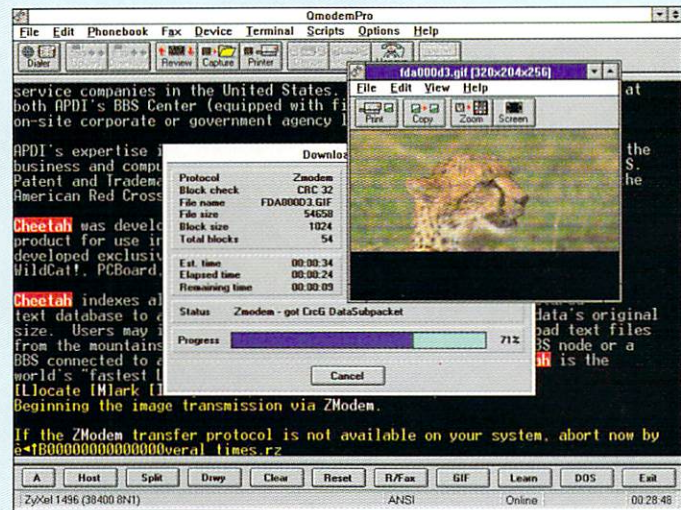 QmodemPro
File Edit Phonebook Fax Device Terminal Scripts Options Help
Dialer Review Capture Printer
service companies in the United States. at
both APDI's BBS Center (equipped with fi
on-site corporate or government agency l
APDI's expertise i the
business and compu S.
Patent and Tradema he
American Red Cross
Cheetah was develo
product for use in
developed exclusiv
WildCat!, PCBoard,
Cheetah indexes al
text database to a data's original
size. Users may i oad text files
from the mountains BS node or a
BBS connected to a ah is the
world's "fastest
[L]ocate [M]ark [
Beginning the image transmission via ZModem.
If the ZModem transfer protocol is not available on your system, abort now by
è◄↑B00000000000000veral times.rz
fda000d3.gif [320x204x256]
File Edit View Help
Print Copy Zoom Screen
Downloa
Protocol Zmodem
Block check CRC 32
File name FDA000D3.GIF
File size 54658
Block size 1024
Total blocks 54
Est. time 00:00:34
Elapsed time 00:00:24
Remaining time 00:00:09
Status Zmodem - got CrcG DataSubpacket
Progress 71%
Cancel
A Host Split Drwy Clear Reset R/Fax GIF Learn DOS Exit
ZyXel 1496 (38400 8N1) ANSI Online 00:28:48